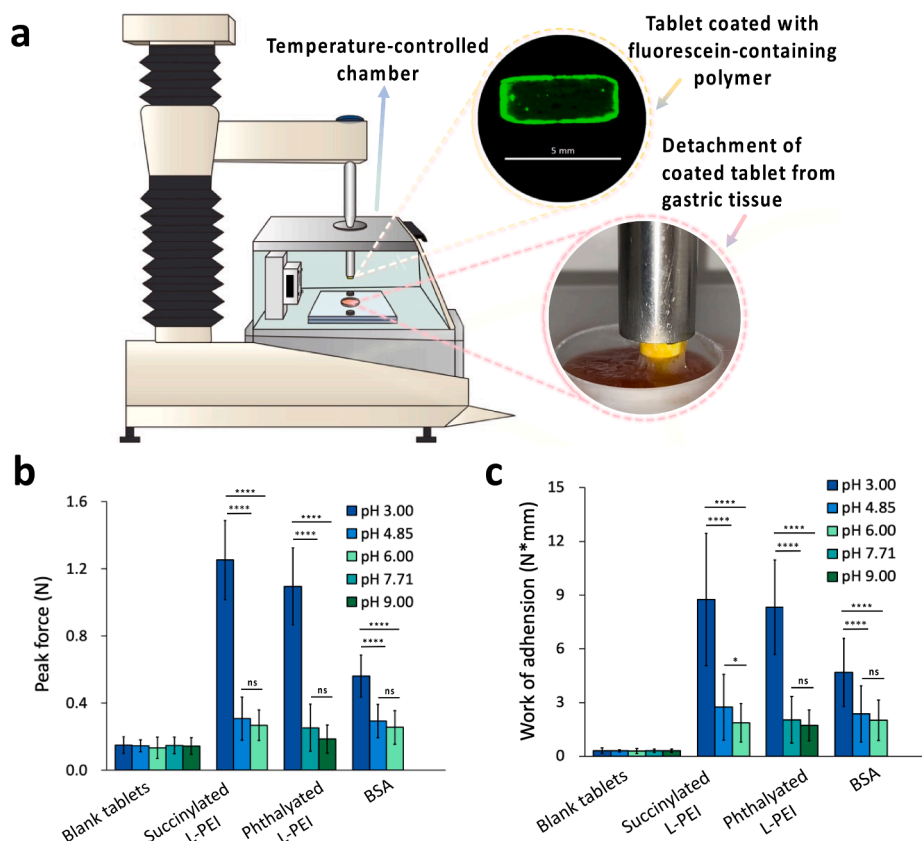 a
Temperature-controlled
chamber
Tablet coated with
fluorescein-containing
polymer
5 mm
Detachment of
coated tablet from
gastric tissue
b
Peak force (N)
1.6
1.2
0.8
0.4
0.0
pH 3.00
pH 4.85
pH 6.00
pH 7.71
pH 9.00
****
****
ns
****
****
ns
****
****
ns
Blank tablets
Succinylated
L-PEI
Phthalyated
L-PEI
BSA
c
Work of adhension (N*mm)
15
12
9
6
3
0
pH 3.00
pH 4.85
pH 6.00
pH 7.71
pH 9.00
****
****
*
****
****
ns
****
****
ns
Blank tablets
Succinylated
L-PEI
Phthalyated
L-PEI
BSA